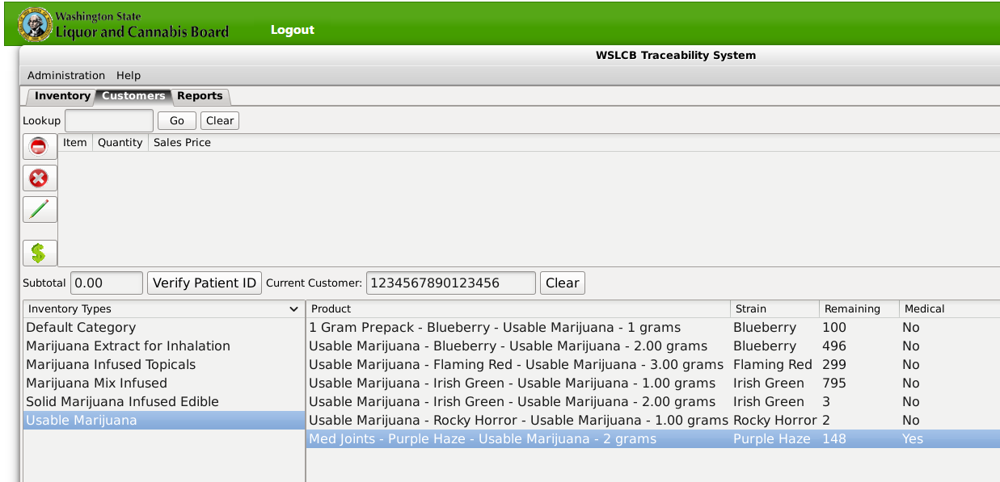 Washington State
Liquor and Cannabis Board
Logout
WSLCB Traceability System
Administration Help
Inventory Customers Reports
Lookup Go Clear
Item Quantity Sales Price
Subtotal 0.00 Verify Patient ID Current Customer: 1234567890123456 Clear
Inventory Types Product Strain Remaining Medical
Default Category 1 Gram Prepack - Blueberry - Usable Marijuana - 1 grams Blueberry 100 No
Marijuana Extract for Inhalation Usable Marijuana - Blueberry - Usable Marijuana - 2.00 grams Blueberry 496 No
Marijuana Infused Topicals Usable Marijuana - Flaming Red - Usable Marijuana - 3.00 grams Flaming Red 299 No
Marijuana Mix Infused Usable Marijuana - Irish Green - Usable Marijuana - 1.00 grams Irish Green 795 No
Solid Marijuana Infused Edible Usable Marijuana - Irish Green - Usable Marijuana - 2.00 grams Irish Green 3 No
Usable Marijuana Usable Marijuana - Rocky Horror - Usable Marijuana - 1.00 grams Rocky Horror 2 No
Med Joints - Purple Haze - Usable Marijuana - 2 grams Purple Haze 148 Yes